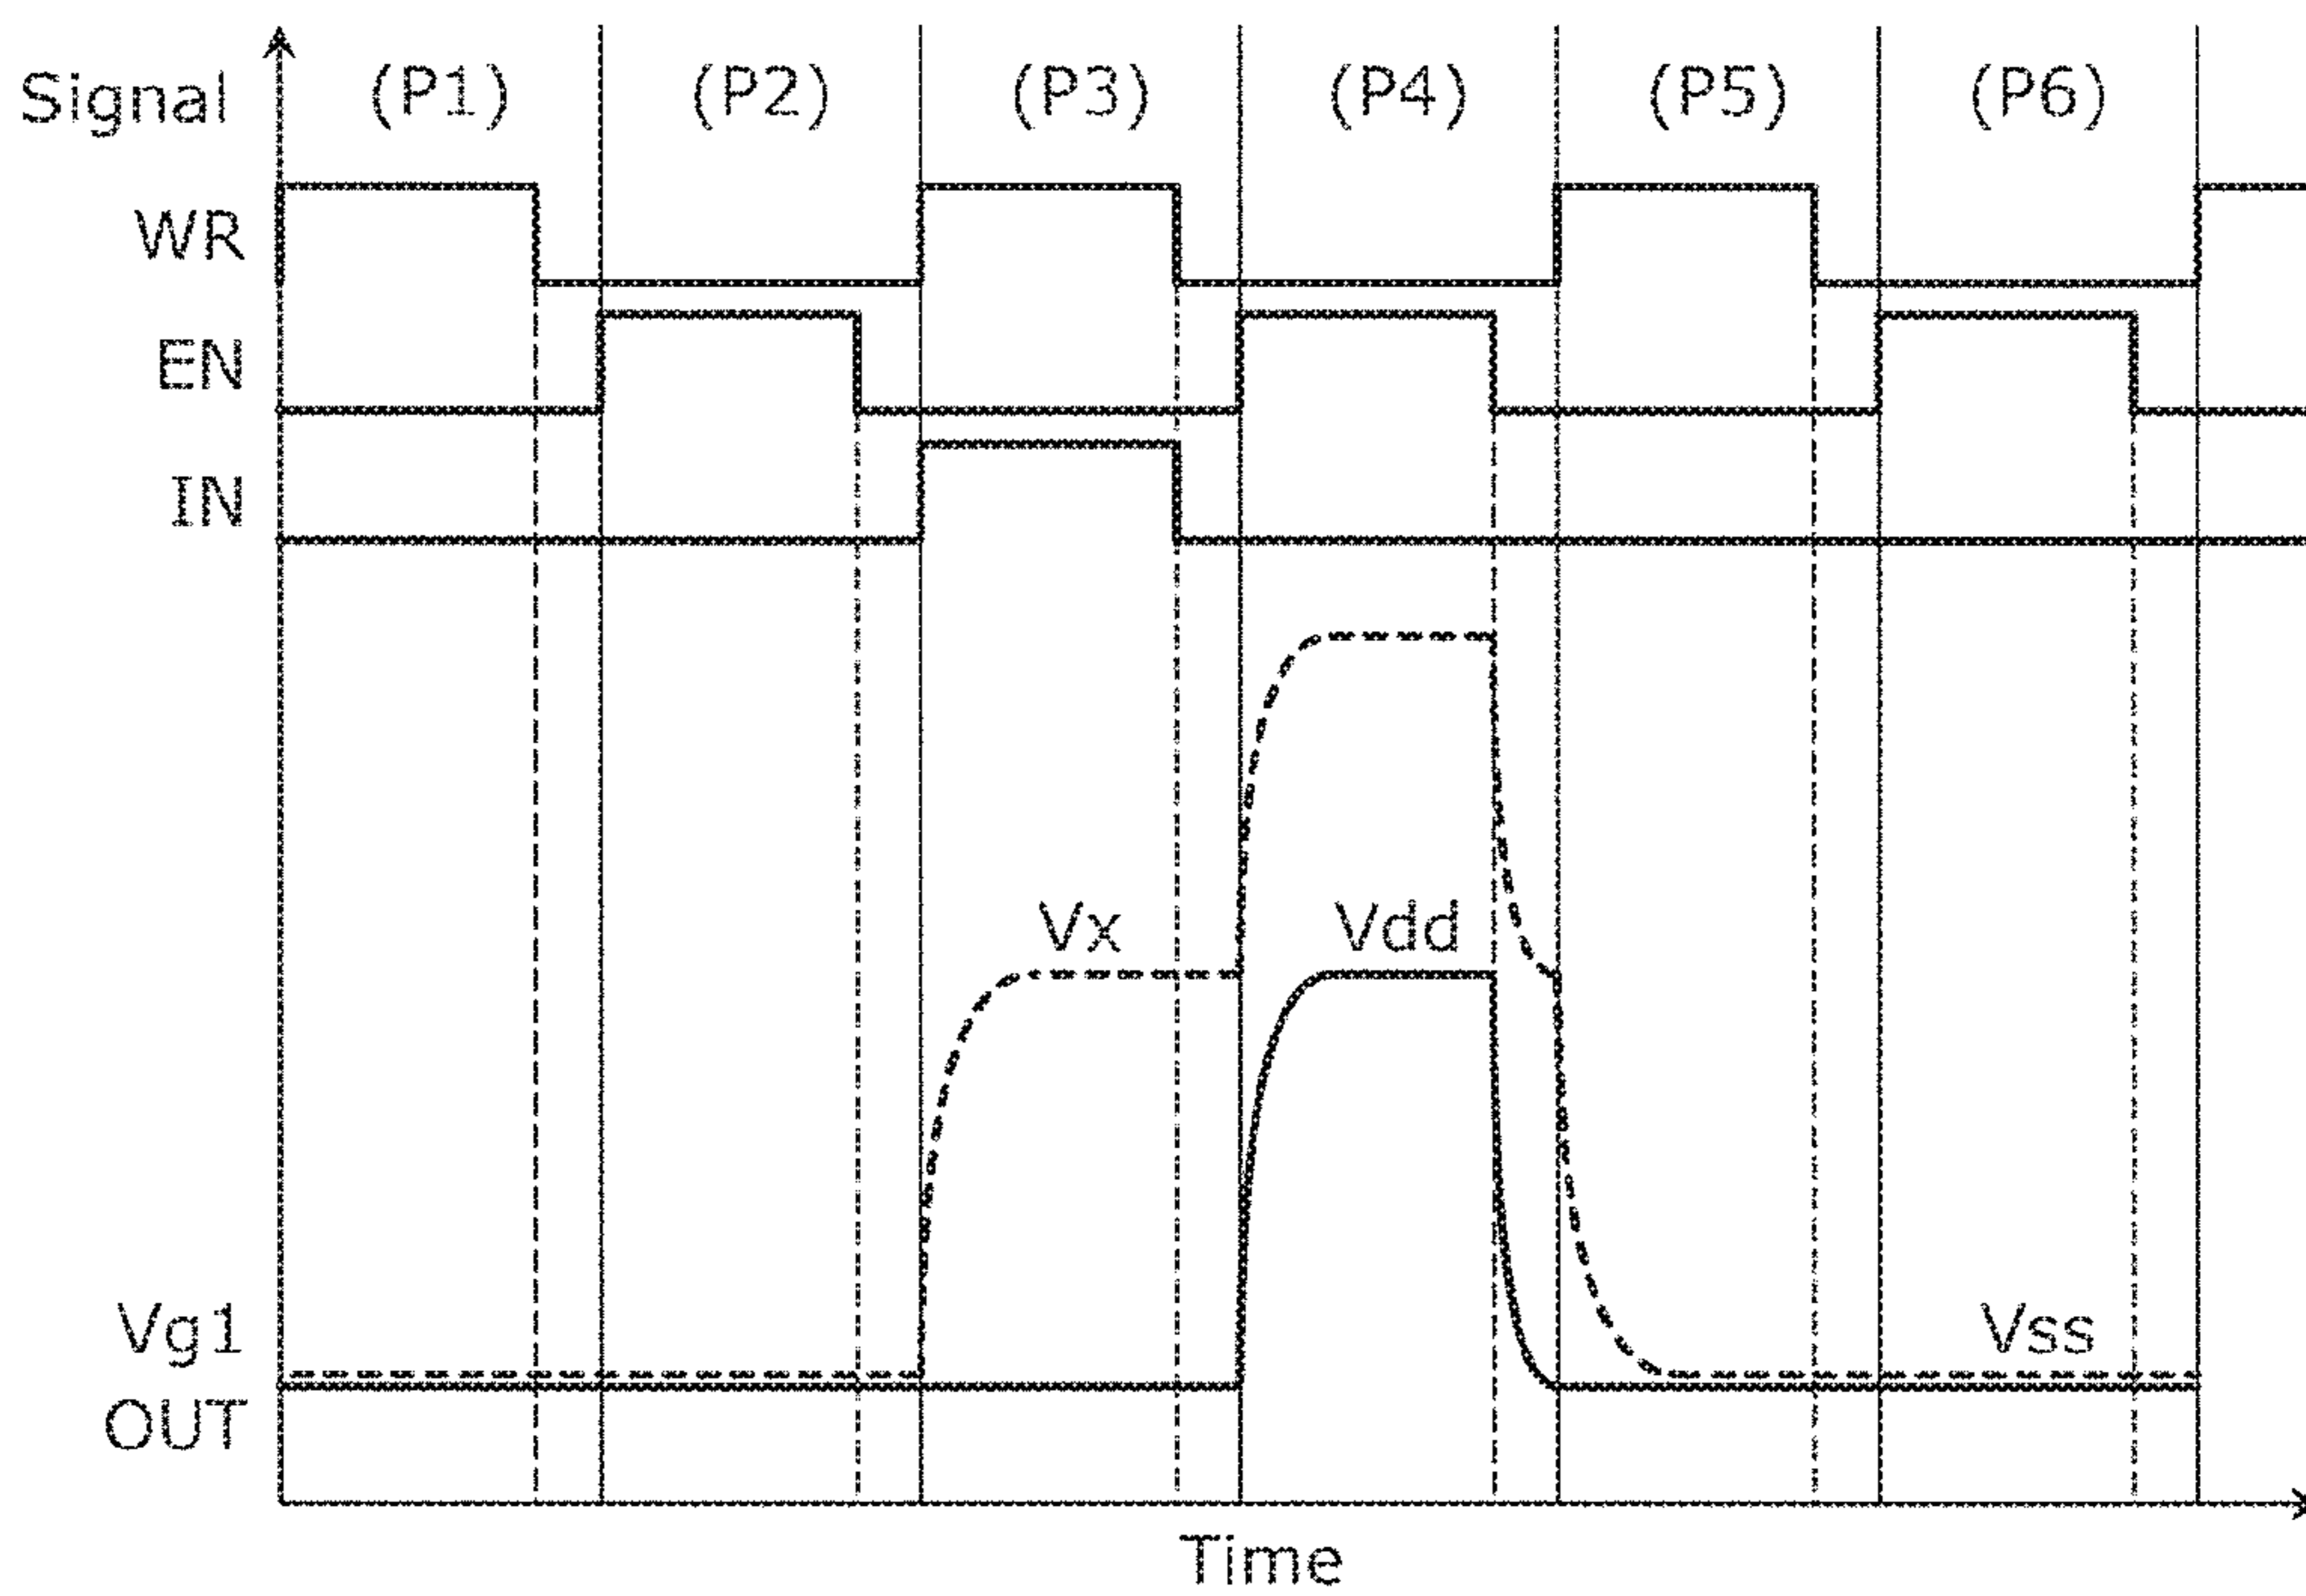 Signal (P1) (P2) (P3) (P4) (P5) (P6)
WR
EN
IN
Vx Vdd
Vg1 Vss
OUT
Time